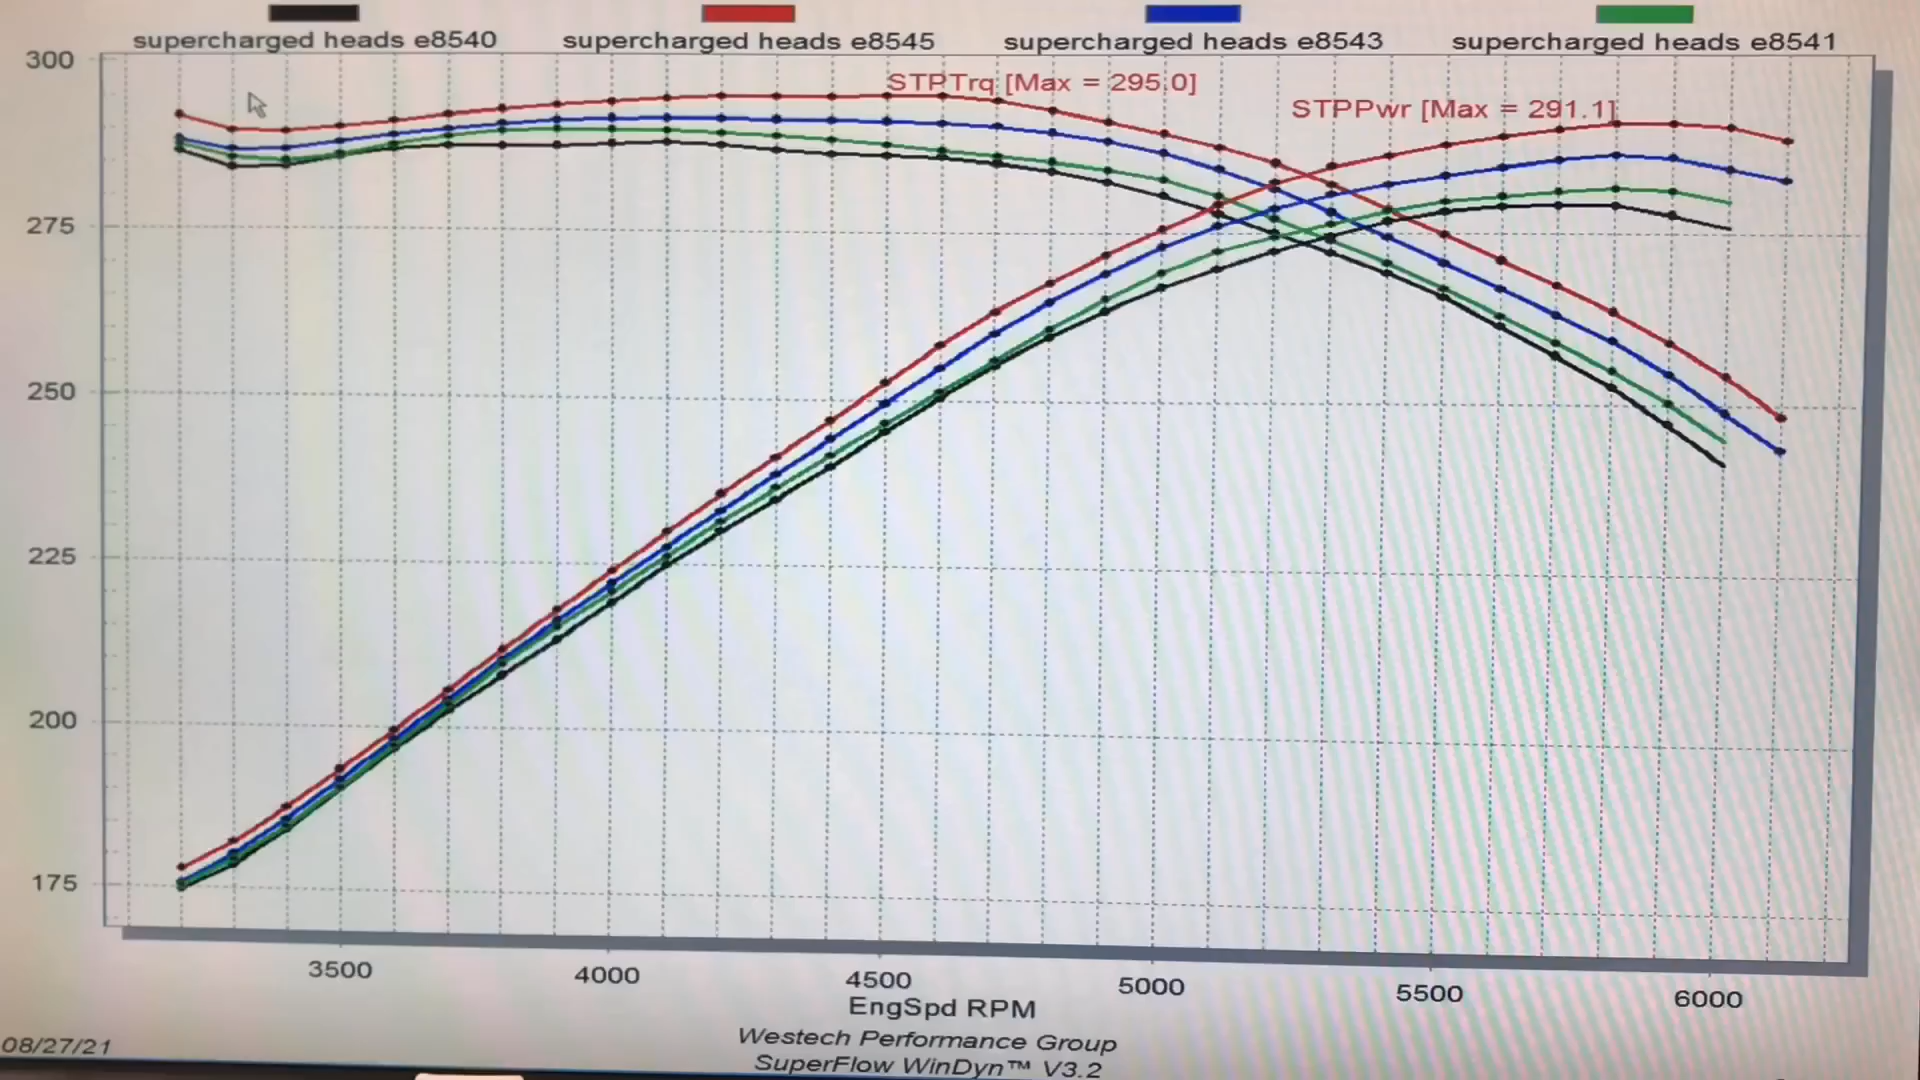 supercharged heads e8540
supercharged heads e8545
supercharged heads e8543
supercharged heads e8541
STPTrq [Max = 295.0]
STPPwr [Max = 291.1]
300
275
250
225
200
175
3500
4000
4500
5000
5500
6000
EngSpd RPM
Westech Performance Group
SuperFlow WinDyn™ V3.2
08/27/21